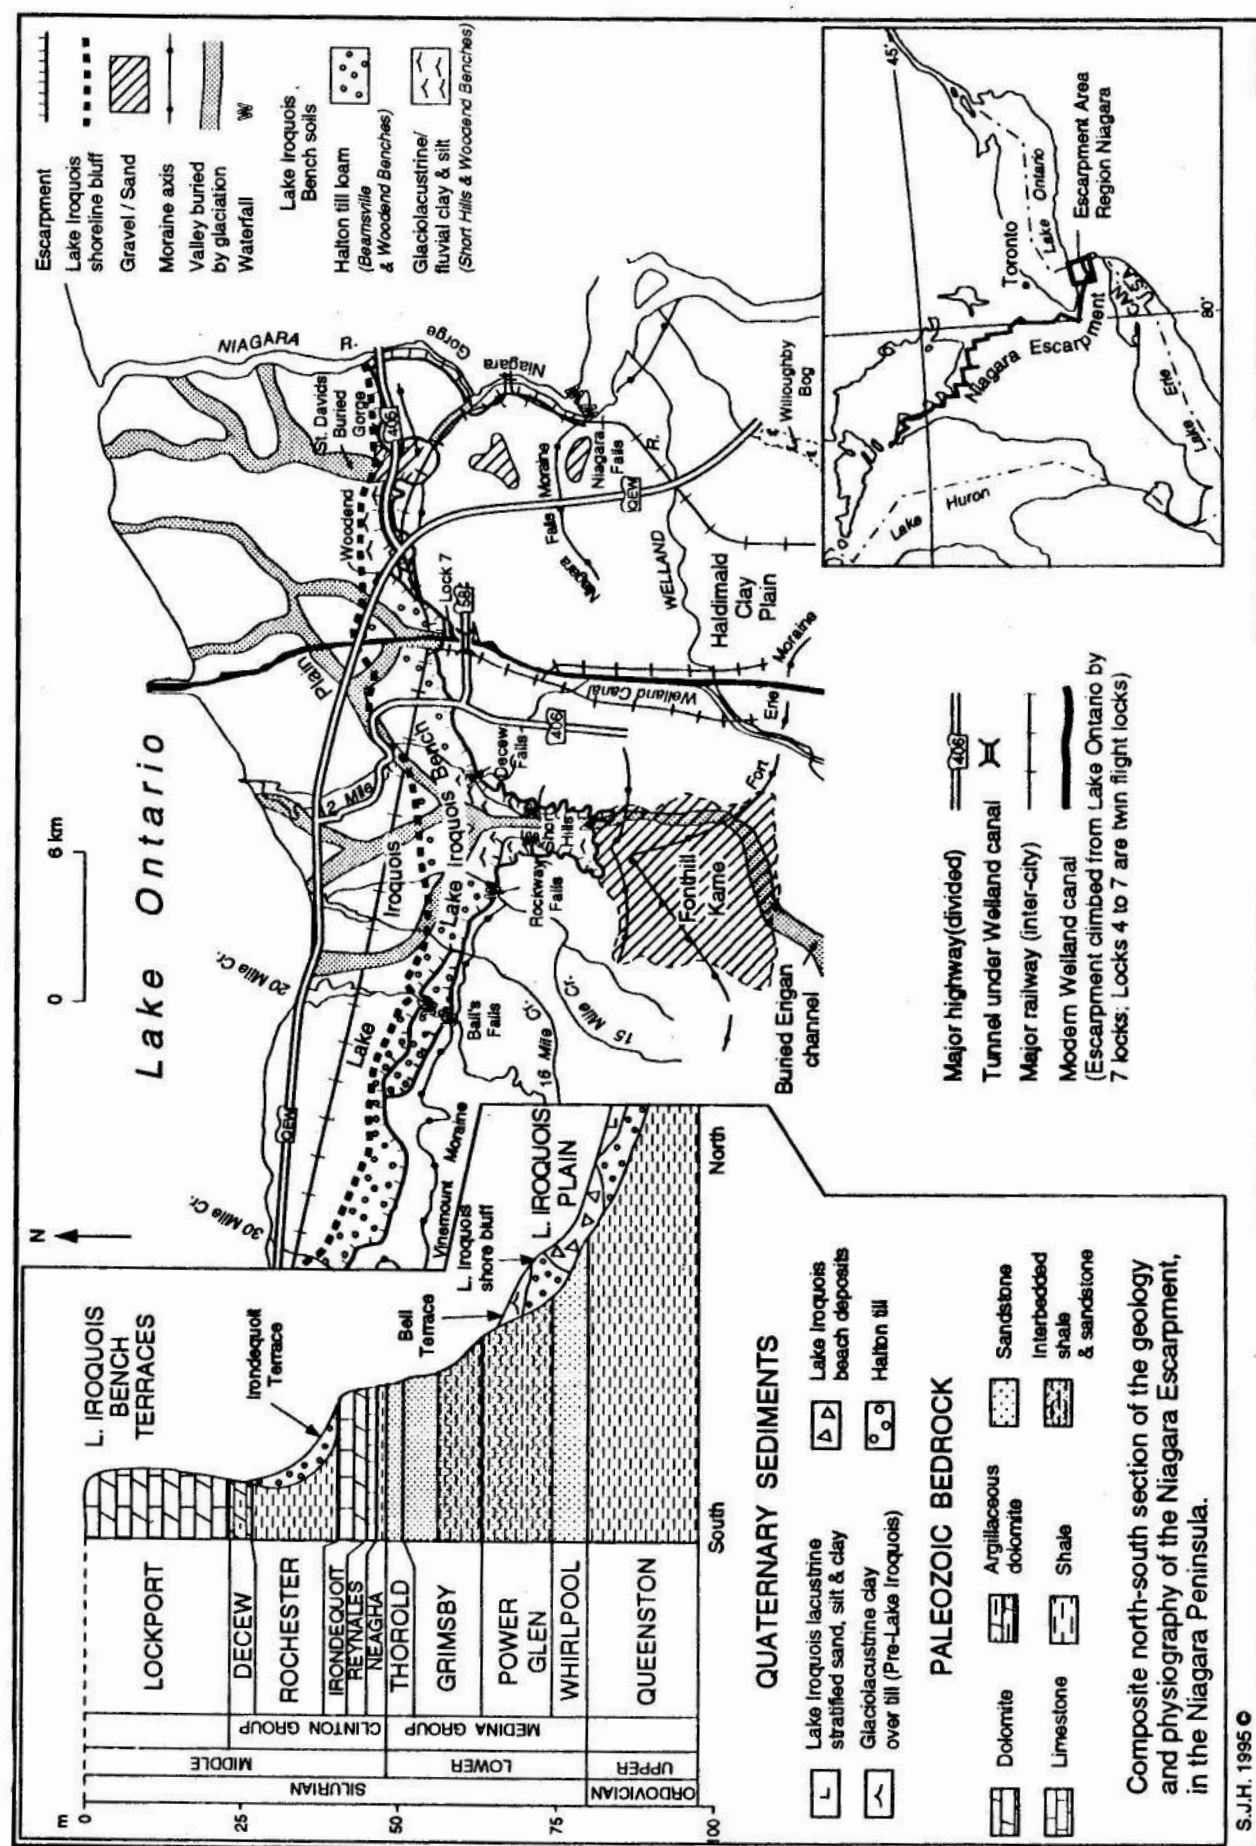 Escarpment
Lake Iroquois
shoreline bluff
Gravel / Sand
Moraine axis
Valley buried
by glaciation
Waterfall
Lake Iroquois
Bench soils
Halton till loam
(Beamsville
& Woodend Benches)
Glaciolacustrine/
fluvial clay & silt
(Short Hills & Woodend Benches)
N
0
6 km
Lake Ontario
30 Mile Cr.
20 Mile Cr.
QEW
Lake
Iroquois
Plain
2 Mile
Lake Iroquois
Bench
Vinemount Moraine
Ball's
Falls
16 Mile Cr.
15 Mile Cr.
Rockway
Falls
Short
Hills
Decew
Falls
406
58
Lock 7
Welland Canal
Fonthill
Kame
Buried Erigan
channel
Fort
Erie
Moraine
Haldimald
Clay
Plain
WELLAND
R.
Niagara
Falls
Moraine
Niagara
Falls
QEW
Willoughby
Bog
Woodend
St. Davids
Buried
Gorge
406
NIAGARA
R.
Niagara
Gorge
45°
Toronto
Lake
Ontario
Escarpment Area
Region Niagara
Niagara
Escarpment
CAN
USA
80°
Lake
Erie
Lake
Huron
Major highway(divided)
406
Tunnel under Welland canal
Major railway (inter-city)
Modern Welland canal
(Escarpment climbed from Lake Ontario by
7 locks; Locks 4 to 7 are twn flight locks)
L. IROQUOIS
BENCH
TERRACES
Irondequoit
Terrace
Bell
Terrace
L. Iroquois
shore bluff
L. IROQUOIS
PLAIN
South
North
m
0
25
50
75
100
SILURIAN
ORDOVICIAN
MIDDLE
LOWER
UPPER
CLINTON GROUP
MEDINA GROUP
LOCKPORT
DECEW
ROCHESTER
IRONDEQUOIT
REYNALES
NEAGHA
THOROLD
GRIMSBY
POWER
GLEN
WHIRLPOOL
QUEENSTON
QUATERNARY SEDIMENTS
Lake Iroquois lacustrine
stratified sand, silt & clay
Glaciolacustrine clay
over till (Pre-Lake Iroquois)
Lake Iroquois
beach deposits
Halton till
PALEOZOIC BEDROCK
Dolomite
Limestone
Argillaceous
dolomite
Shale
Sandstone
Interbedded
shale
& sandstone
Composite north-south section of the geology
and physiography of the Niagara Escarpment,
in the Niagara Peninsula.
S.J.H. 1995 ©